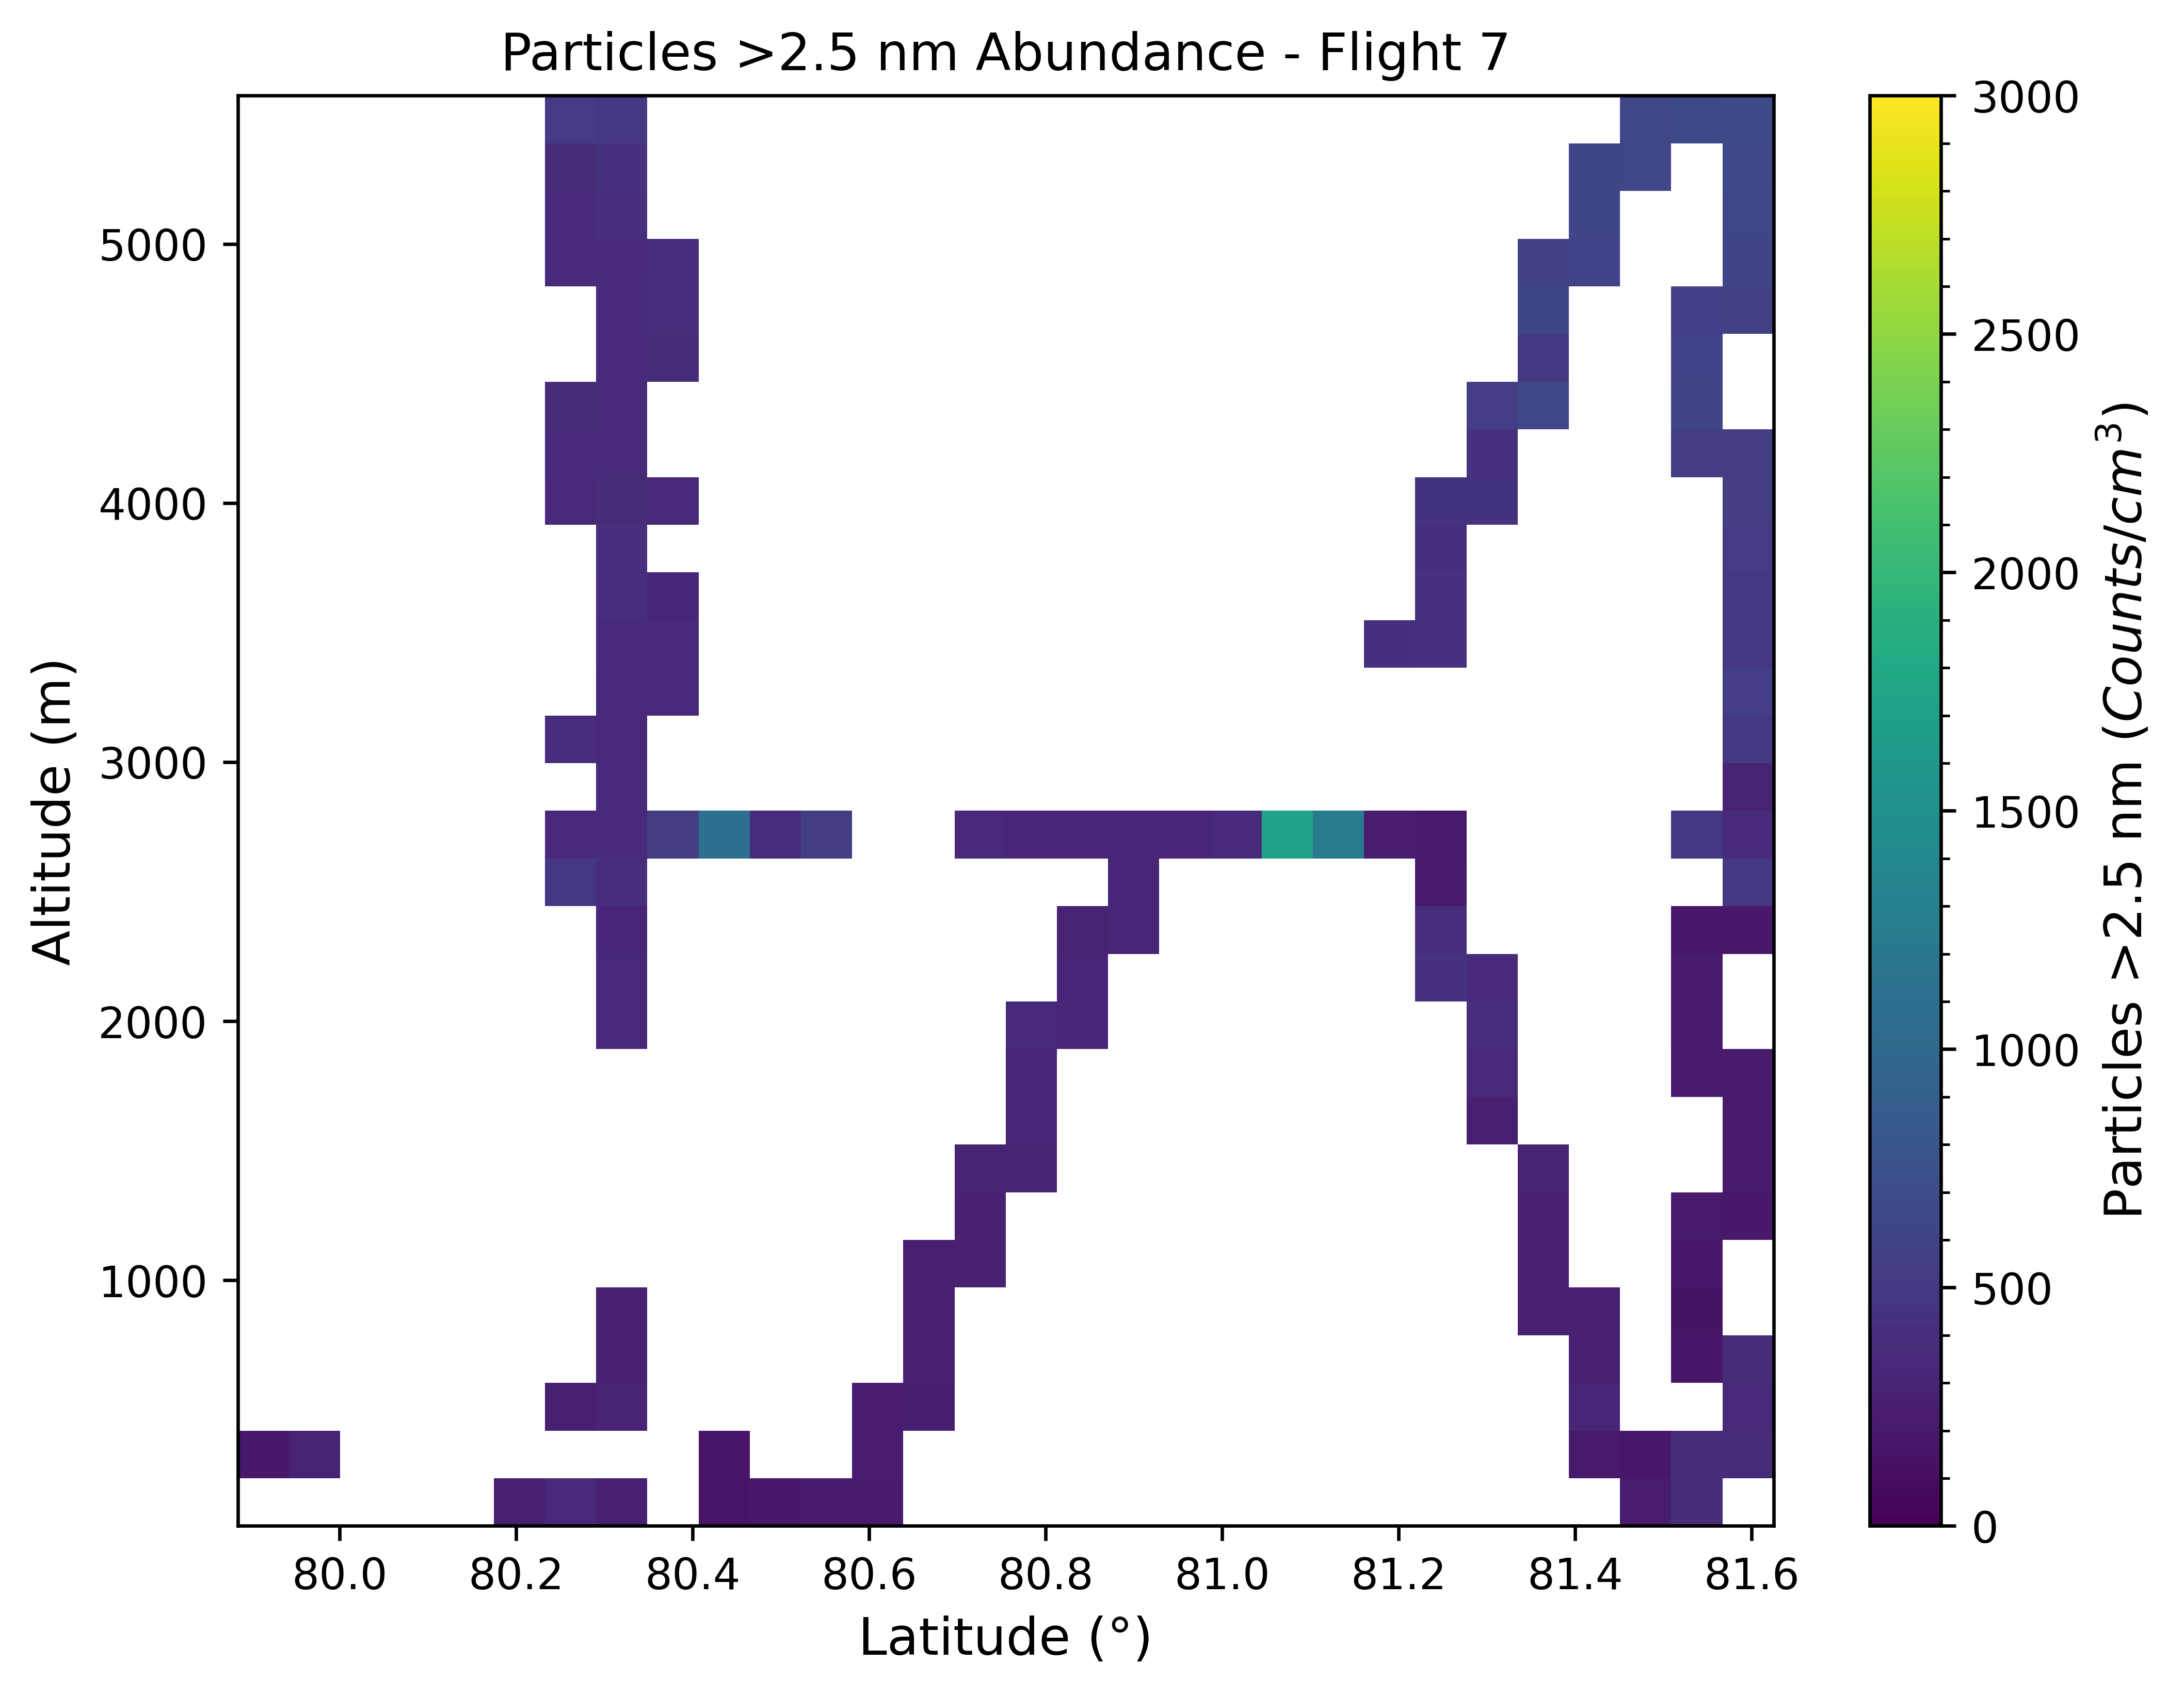 Particles >2.5 nm Abundance - Flight 7
Altitude (m)
5000
4000
3000
2000
1000
80.0 80.2 80.4 80.6 80.8 81.0 81.2 81.4 81.6
Latitude (°)
3000
2500
2000
1500
1000
500
0
Particles >2.5 nm (Counts/cm³)